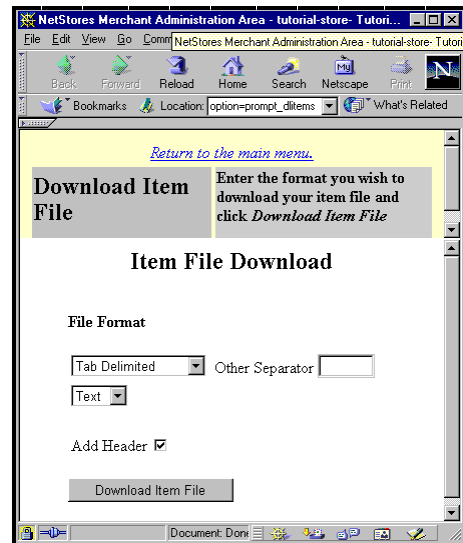 NetStores Merchant Administration Area - tutorial-store- Tutori...
File Edit View Go Comm
NetStores Merchant Administration Area - tutorial-store- Tutori
Back Forward Reload Home Search Netscape Print
My
N
Bookmarks Location: option=prompt_dlitems What's Related
Return to the main menu.
Download Item
File
Enter the format you wish to
download your item file and
click Download Item File
Item File Download
File Format
Tab Delimited Other Separator
Text
Add Header
Download Item File
Document: Done